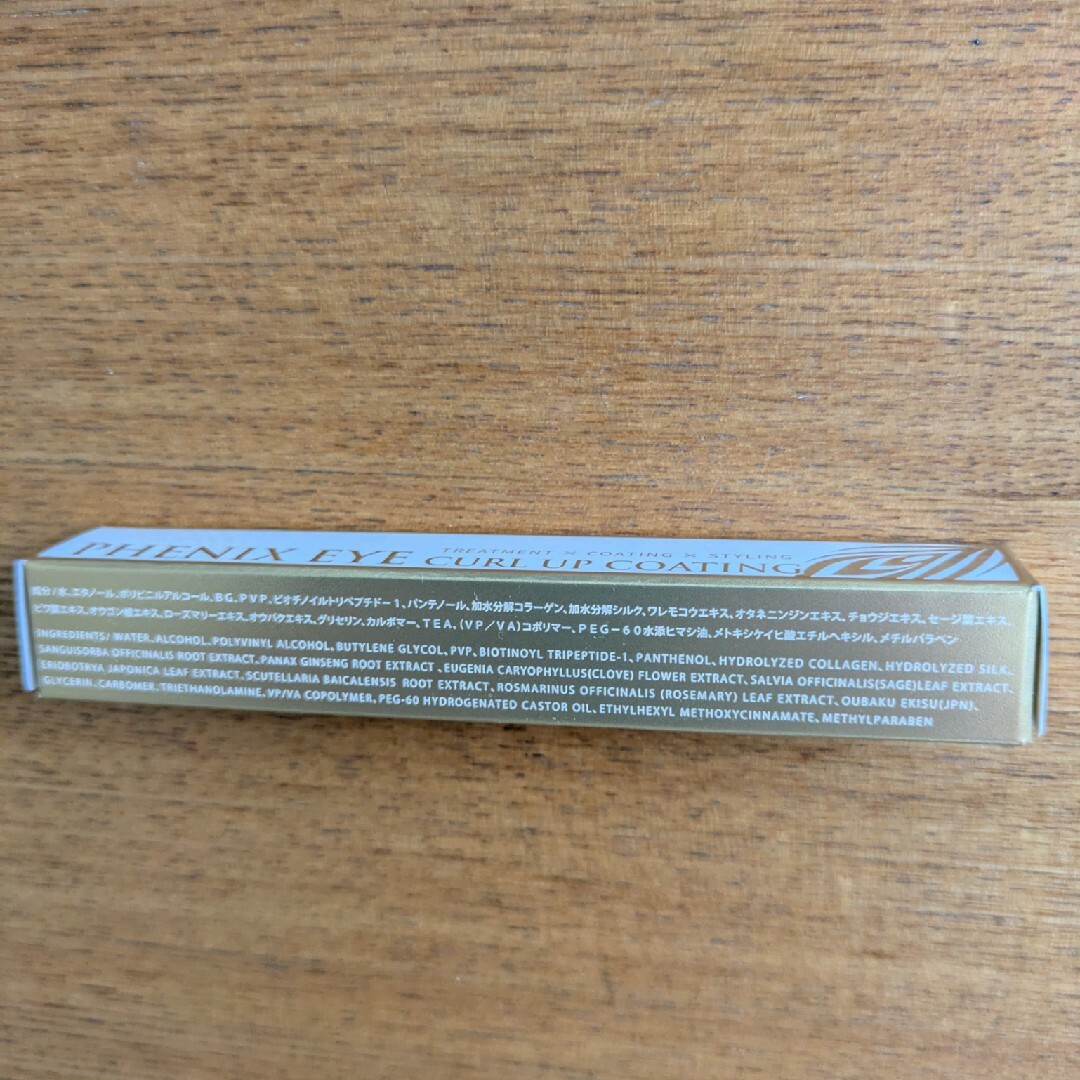 TREATMENT × COATING × STYLING
PHENIX EYE CURL UP COATING
成分/水、エタノール、ポリビニルアルコール、BG、PVP、ビオチノイルトリペプチド-1、パンテノール、加水分解コラーゲン、加水分解シルク、ワレモコウエキス、オタネニンジンエキス、チョウジエキス、セージ葉エキス、
ビワ葉エキス、オウゴン根エキス、ローズマリーエキス、オウバクエキス、グリセリン、カルボマー、TEA、(VP/VA)コポリマー、PEG-60水添ヒマシ油、メトキシケイヒ酸エチルヘキシル、メチルパラベン
INGREDIENTS/ WATER、ALCOHOL、POLYVINYL ALCOHOL、BUTYLENE GLYCOL、PVP、BIOTINOYL TRIPEPTIDE-1、PANTHENOL、HYDROLYZED COLLAGEN、HYDROLYZED SILK、
SANGUISORBA OFFICINALIS ROOT EXTRACT、PANAX GINSENG ROOT EXTRACT 、EUGENIA CARYOPHYLLUS(CLOVE) FLOWER EXTRACT、SALVIA OFFICINALIS(SAGE)LEAF EXTRACT、
ERIOBOTRYA JAPONICA LEAF EXTRACT、SCUTELLARIA BAICALENSIS ROOT EXTRACT、ROSMARINUS OFFICINALIS (ROSEMARY) LEAF EXTRACT、OUBAKU EKISU(JPN)、
GLYCERIN、CARBOMER、TRIETHANOLAMINE、VP/VA COPOLYMER、PEG-60 HYDROGENATED CASTOR OIL、ETHYLHEXYL METHOXYCINNAMATE、METHYLPARABEN